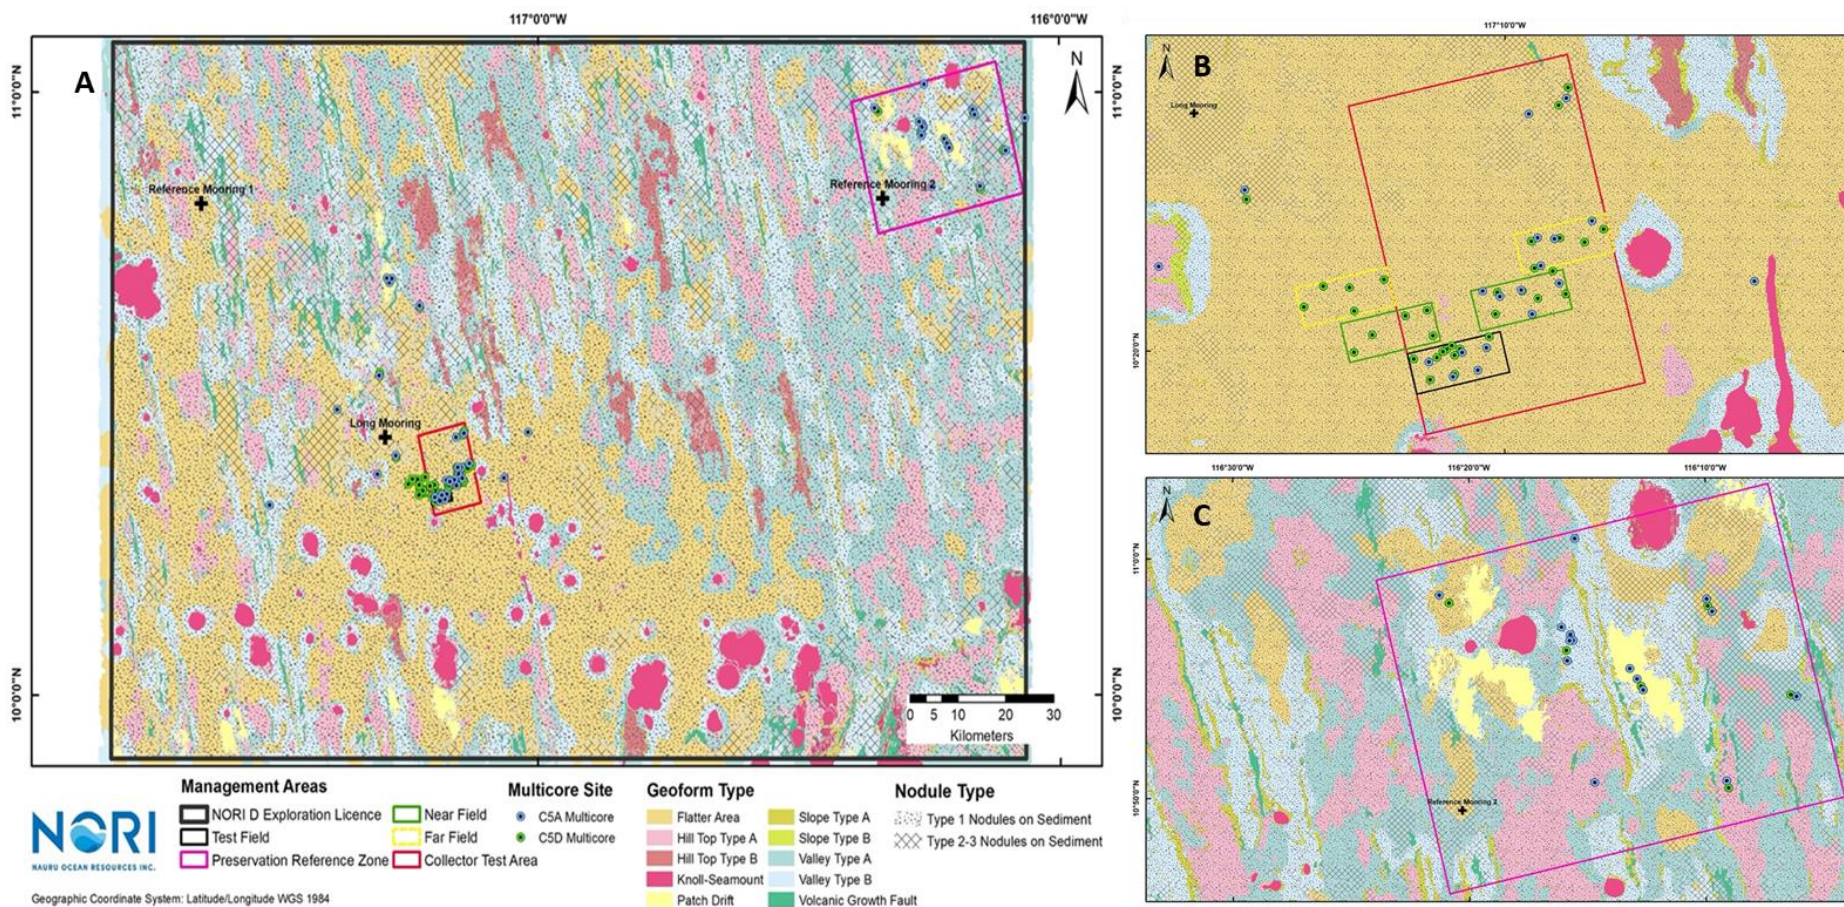 117°0'0"W
116°0'0"W
11°0'0"N
11°0'0"N
10°0'0"N
10°0'0"N
A
N
Reference Mooring 1
Reference Mooring 2
Long Mooring
0 5 10 20 30
Kilometers
117°10'0"W
N
B
Long Mooring
10°20'0"N
116°30'0"W
116°20'0"W
116°10'0"W
N
C
11°0'0"N
Reference Mooring 2
NORI
NAURU OCEAN RESOURCES INC.
Management Areas
NORI D Exploration Licence
Near Field
Test Field
Far Field
Preservation Reference Zone
Collector Test Area
Multicore Site
C5A Multicore
C5D Multicore
Geoform Type
Flatter Area
Slope Type A
Hill Top Type A
Slope Type B
Hill Top Type B
Valley Type A
Knoll-Seamount
Valley Type B
Patch Drift
Volcanic Growth Fault
Nodule Type
Type 1 Nodules on Sediment
Type 2-3 Nodules on Sediment
Geographic Coordinate System: Latitude/Longitude WGS 1984